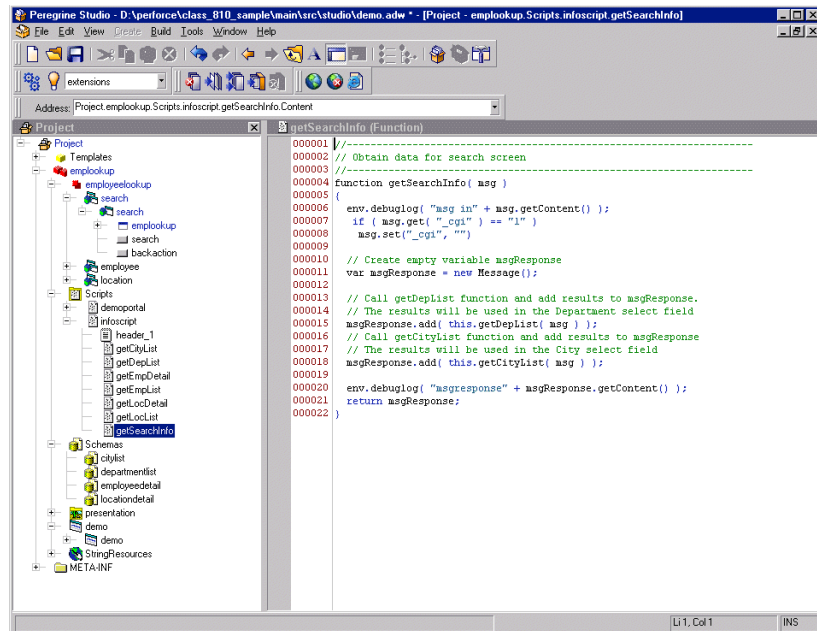 Peregrine Studio - D:\perforce\class_810_sample\main\src\studio\demo.adw * - [Project - emplookup.Scripts.infoscript.getSearchInfo]
File Edit View Create Build Tools Window Help
extensions
Address: Project.emplookup.Scripts.infoscript.getSearchInfo.Content
Project
Project
Templates
emplookup
employeelookup
search
search
emplookup
search
backaction
employee
location
Scripts
demoportal
infoscript
header_1
getCityList
getDepList
getEmpDetail
getEmpList
getLocDetail
getLocList
getSearchInfo
Schemas
citylist
departmentlist
employeedetail
locationdetail
presentation
demo
demo
StringResources
META-INF
getSearchInfo (Function)
000001 //-----------------------------------------------------------------
000002 // Obtain data for search screen
000003 //-----------------------------------------------------------------
000004 function getSearchInfo( msg )
000005 {
000006 env.debuglog( "msg in" + msg.getContent() );
000007 if ( msg.get( "_cgi" ) == "1" )
000008 msg.set("_cgi", "")
000009
000010 // Create empty variable msgResponse
000011 var msgResponse = new Message();
000012
000013 // Call getDepList function and add results to msgResponse.
000014 // The results will be used in the Department select field
000015 msgResponse.add( this.getDepList( msg ) );
000016 // Call getCityList function and add results to msgResponse
000017 // The results will be used in the City select field
000018 msgResponse.add( this.getCityList( msg ) );
000019
000020 env.debuglog( "msgresponse" + msgResponse.getContent() );
000021 return msgResponse;
000022 }
Li 1, Col 1
INS